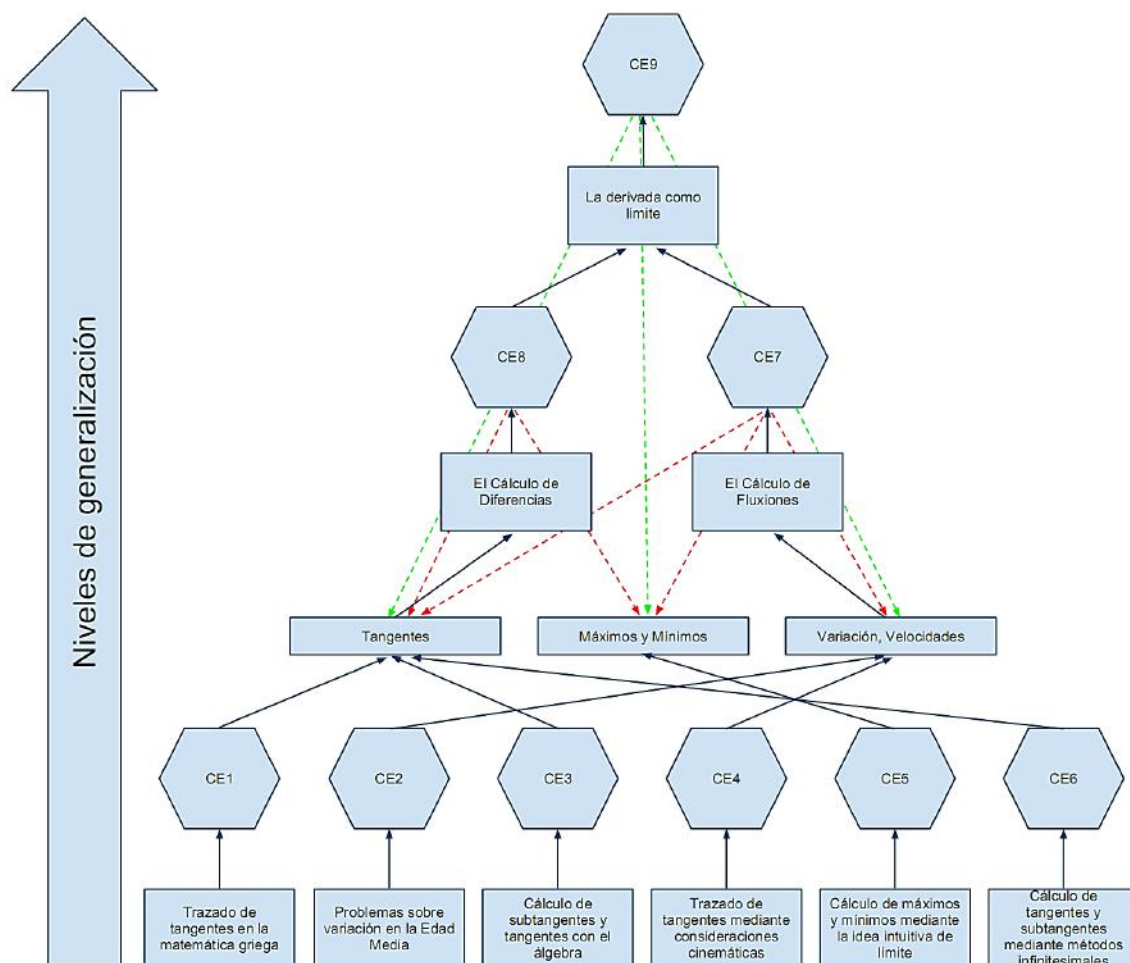 CE9
La derivada como
límite
CE8
CE7
El Cálculo de
Diferencias
El Cálculo de
Fluxiones
Niveles de generalización
Tangentes
Máximos y Mínimos
Variación, Velocidades
CE1
CE2
CE3
CE4
CE5
CE6
Trazado de
tangentes en la
matemática griega
Problemas sobre
variación en la Edad
Media
Cálculo de
subtangentes y
tangentes con el
álgebra
Trazado de
tangentes mediante
consideraciones
cinemáticas
Cálculo de máximos
y mínimos mediante
la idea intuitiva de
límite
Cálculo de
tangentes y
subtangentes
mediante métodos
infinitesimales